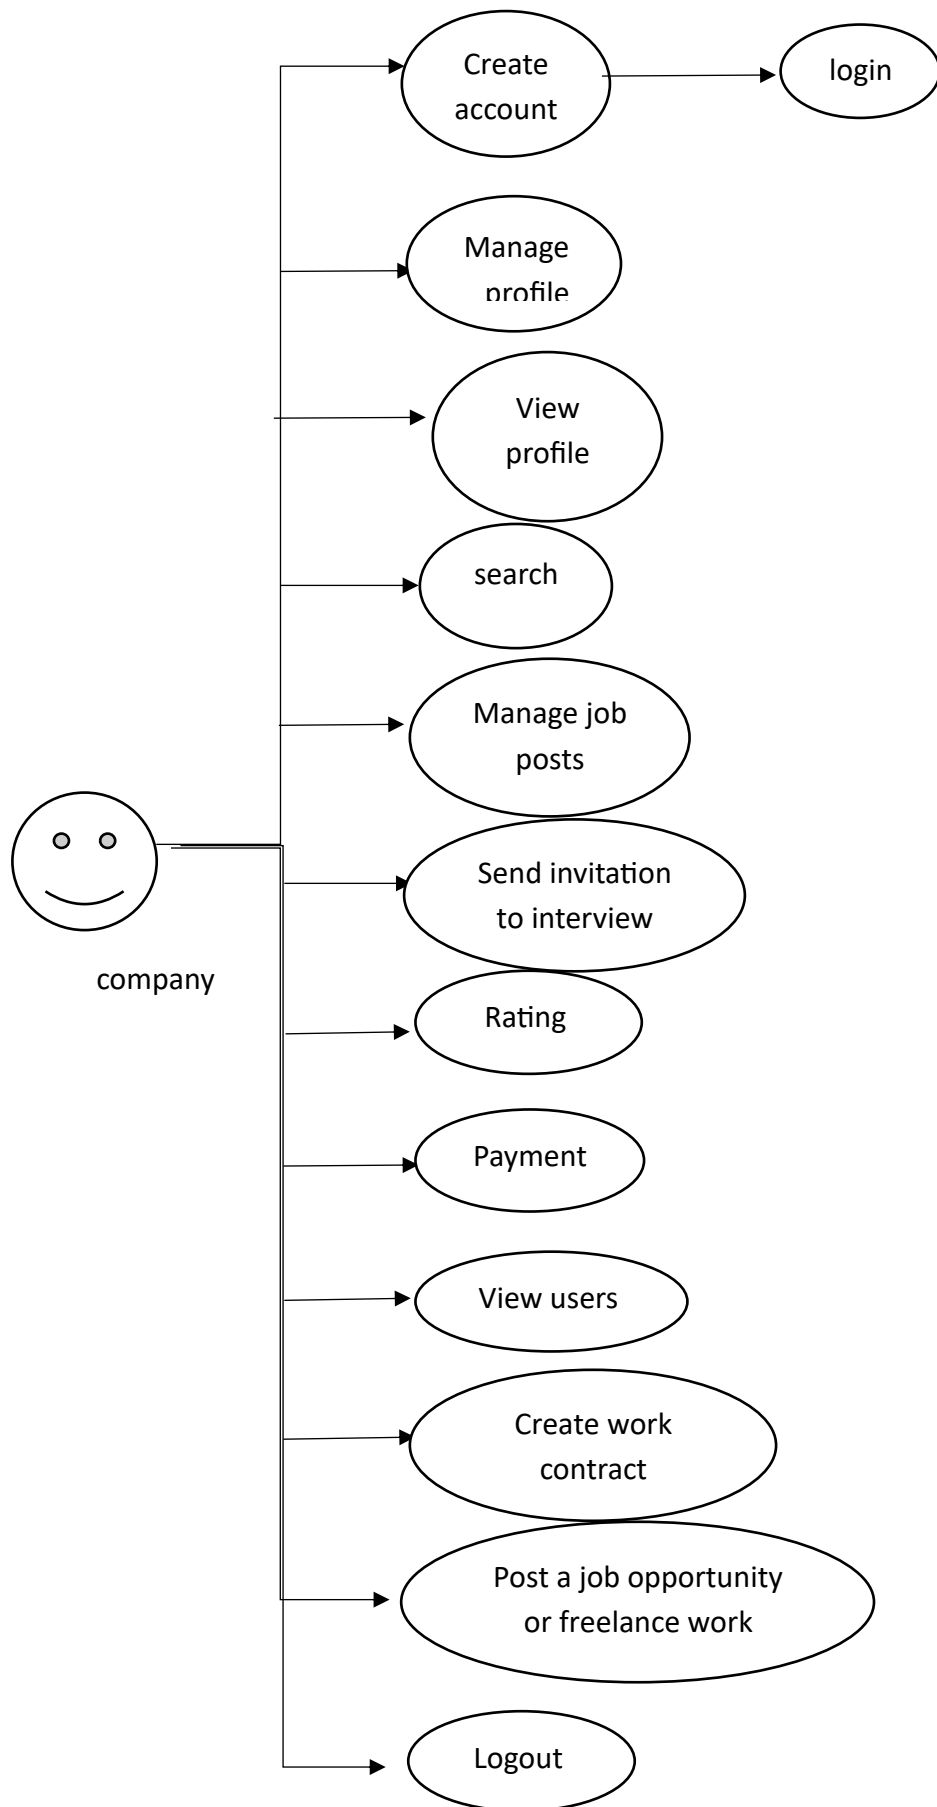 Create
account
login
Manage
profile
View
profile
search
Manage job
posts
Send invitation
to interview
company
Rating
Payment
View users
Create work
contract
Post a job opportunity
or freelance work
Logout